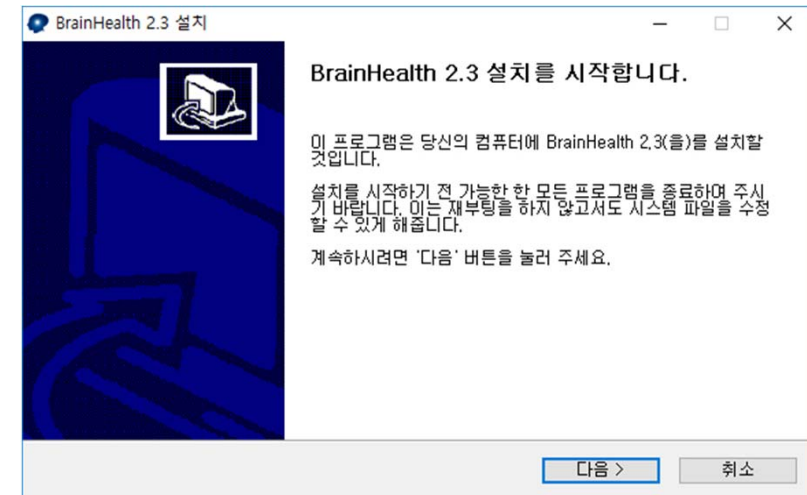 BrainHealth 2.3 설치
BrainHealth 2.3 설치를 시작합니다.
이 프로그램은 당신의 컴퓨터에 BrainHealth 2.3(을)를 설치할
것입니다.
설치를 시작하기 전 가능한 한 모든 프로그램을 종료하여 주시
기 바랍니다. 이는 재부팅을 하지 않고서도 시스템 파일을 수정
할 수 있게 해줍니다.
계속하시려면 '다음' 버튼을 눌러 주세요.
다음 >
취소